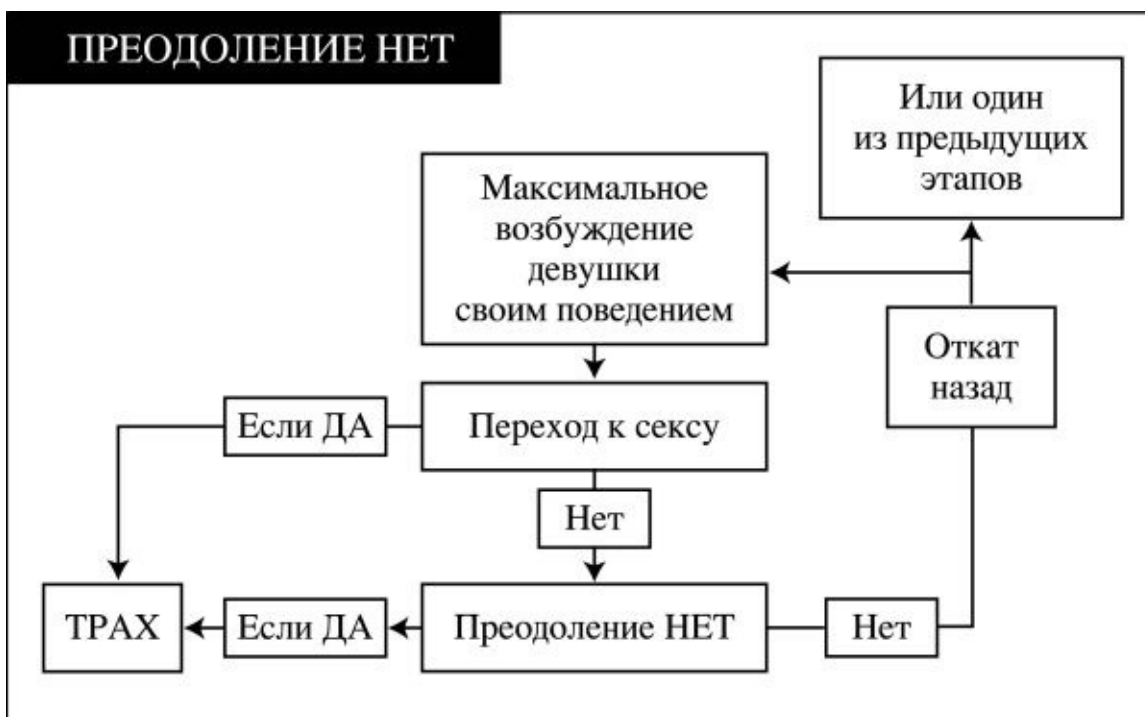 ПРЕОДОЛЕНИЕ НЕТ
Или один
из предыдущих
этапов
Максимальное
возбуждение
девушки
своим поведением
Откат
назад
Если ДА
Переход к сексу
Нет
ТРАХ
Если ДА
Преодоление НЕТ
Нет